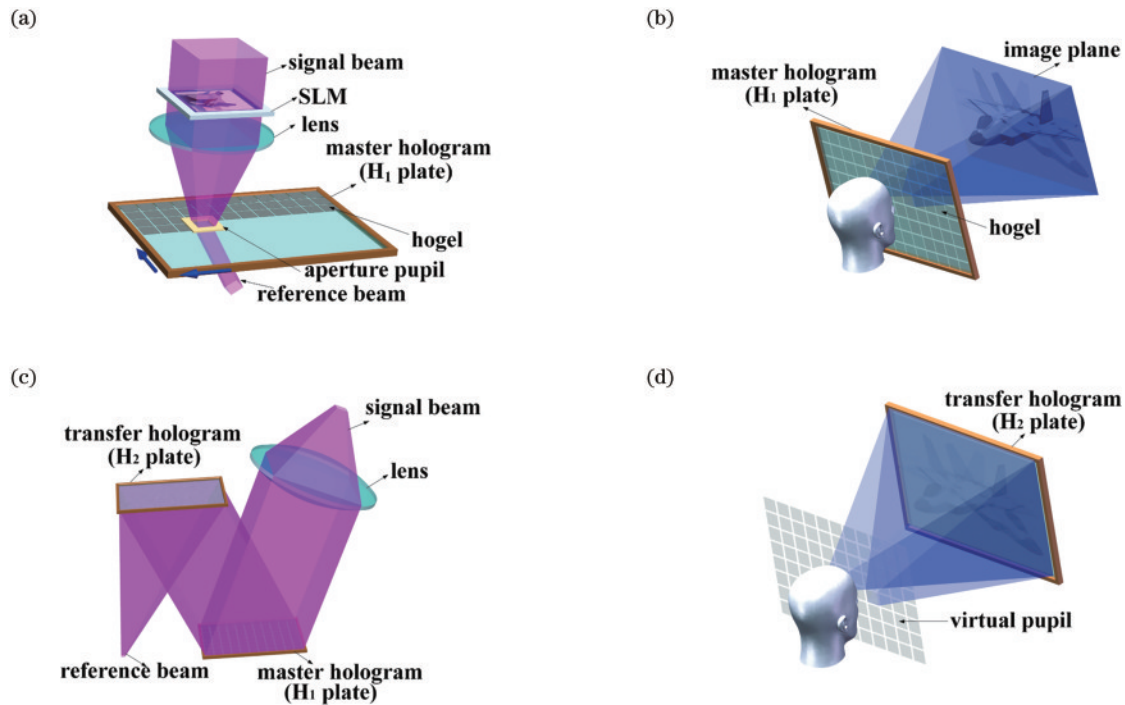 (a)
signal beam
SLM
lens
master hologram
(H₁ plate)
hogel
aperture pupil
reference beam
(b)
image plane
master hologram
(H₁ plate)
hogel
(c)
signal beam
transfer hologram
(H₂ plate)
lens
reference beam
master hologram
(H₁ plate)
(d)
transfer hologram
(H₂ plate)
virtual pupil